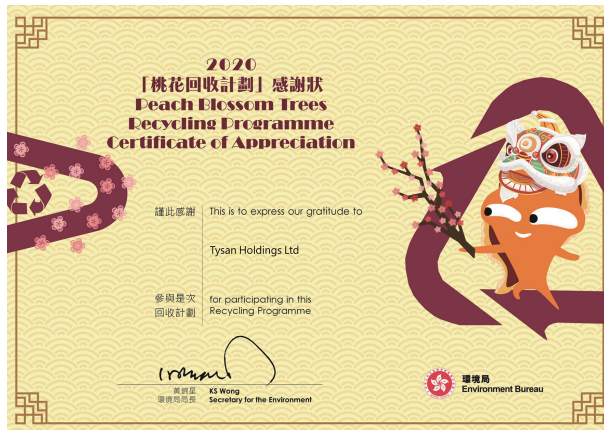 2020
「桃花回收計劃」感謝狀
Peach Blossom Trees
Recycling Programme
Certificate of Appreciation
謹此感謝 This is to express our gratitude to
Tysan Holdings Ltd
參與是次 for participating in this
回收計劃 Recycling Programme
黃錦星 KS Wong
環境局局長 Secretary for the Environment
環境局
Environment Bureau